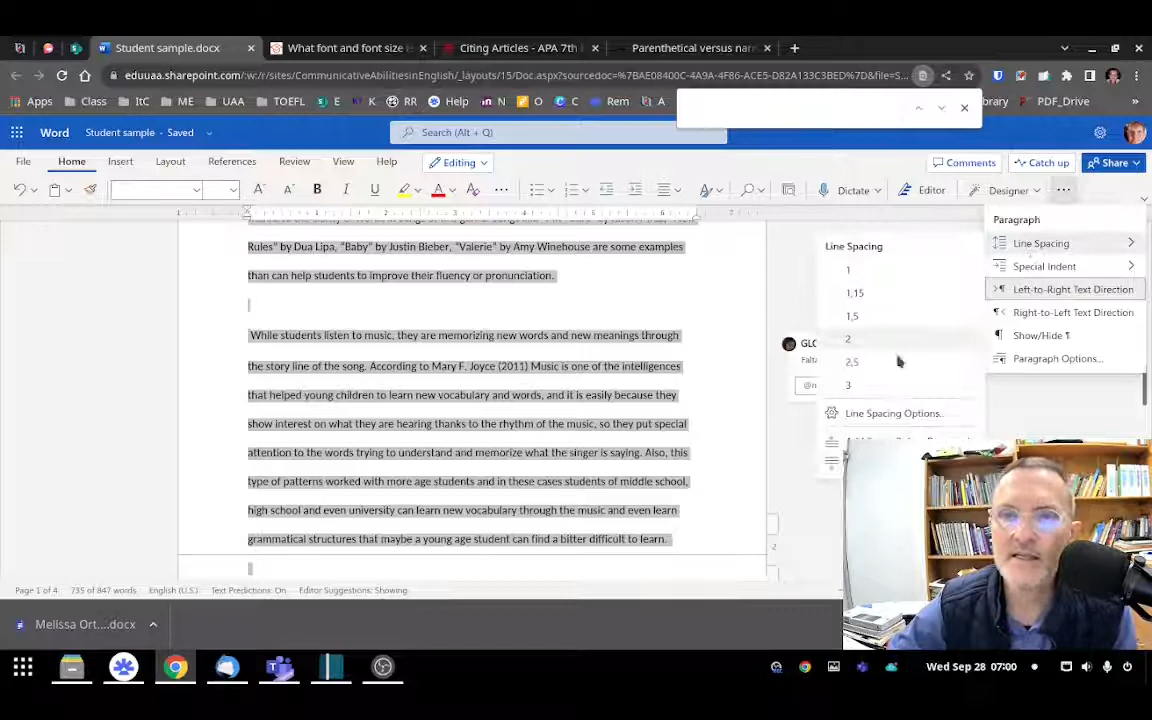 Student sample.docx
What font and font size i
Citing Articles - APA 7th
Parenthetical versus nar
eduuaa.sharepoint.com/:w:/r/sites/CommunicativeAbilitiesinEnglish/_layouts/15/Doc.aspx?sourcedoc=%7BAE08400C-4A9A-4F86-ACE5-D82A133C3BED%7D&file=S...
Apps Class ItC ME UAA TOEFL E K RR Help N O C Rem A brary PDF_Drive »
Word Student sample - Saved Search (Alt + Q)
File Home Insert Layout References Review View Help Editing Comments Catch up Share
B I U A Dictate Editor Designer
1 1 2 3 4 5 6 7
Paragraph
Line Spacing
Special Indent
Left-to-Right Text Direction
Right-to-Left Text Direction
Show/Hide ¶
Paragraph Options...
Line Spacing
1
1,15
1,5
2
2,5
3
Line Spacing Options..
Rules" by Dua Lipa, "Baby" by Justin Bieber, "Valerie" by Amy Winehouse are some examples
than can help students to improve their fluency or pronunciation.
While students listen to music, they are memorizing new words and new meanings through
the story line of the song. According to Mary F. Joyce (2011) Music is one of the intelligences
that helped young children to learn new vocabulary and words, and it is easily because they
show interest on what they are hearing thanks to the rhythm of the music, so they put special
attention to the words trying to understand and memorize what the singer is saying. Also, this
type of patterns worked with more age students and in these cases students of middle school,
high school and even university can learn new vocabulary through the music and even learn
grammatical structures that maybe a young age student can find a bitter difficult to learn.
GLO
Falta
2
Page 1 of 4 735 of 847 words English (U.S.) Text Predictions: On Editor Suggestions: Showing
Melissa Ort....docx
Wed Sep 28 07:00